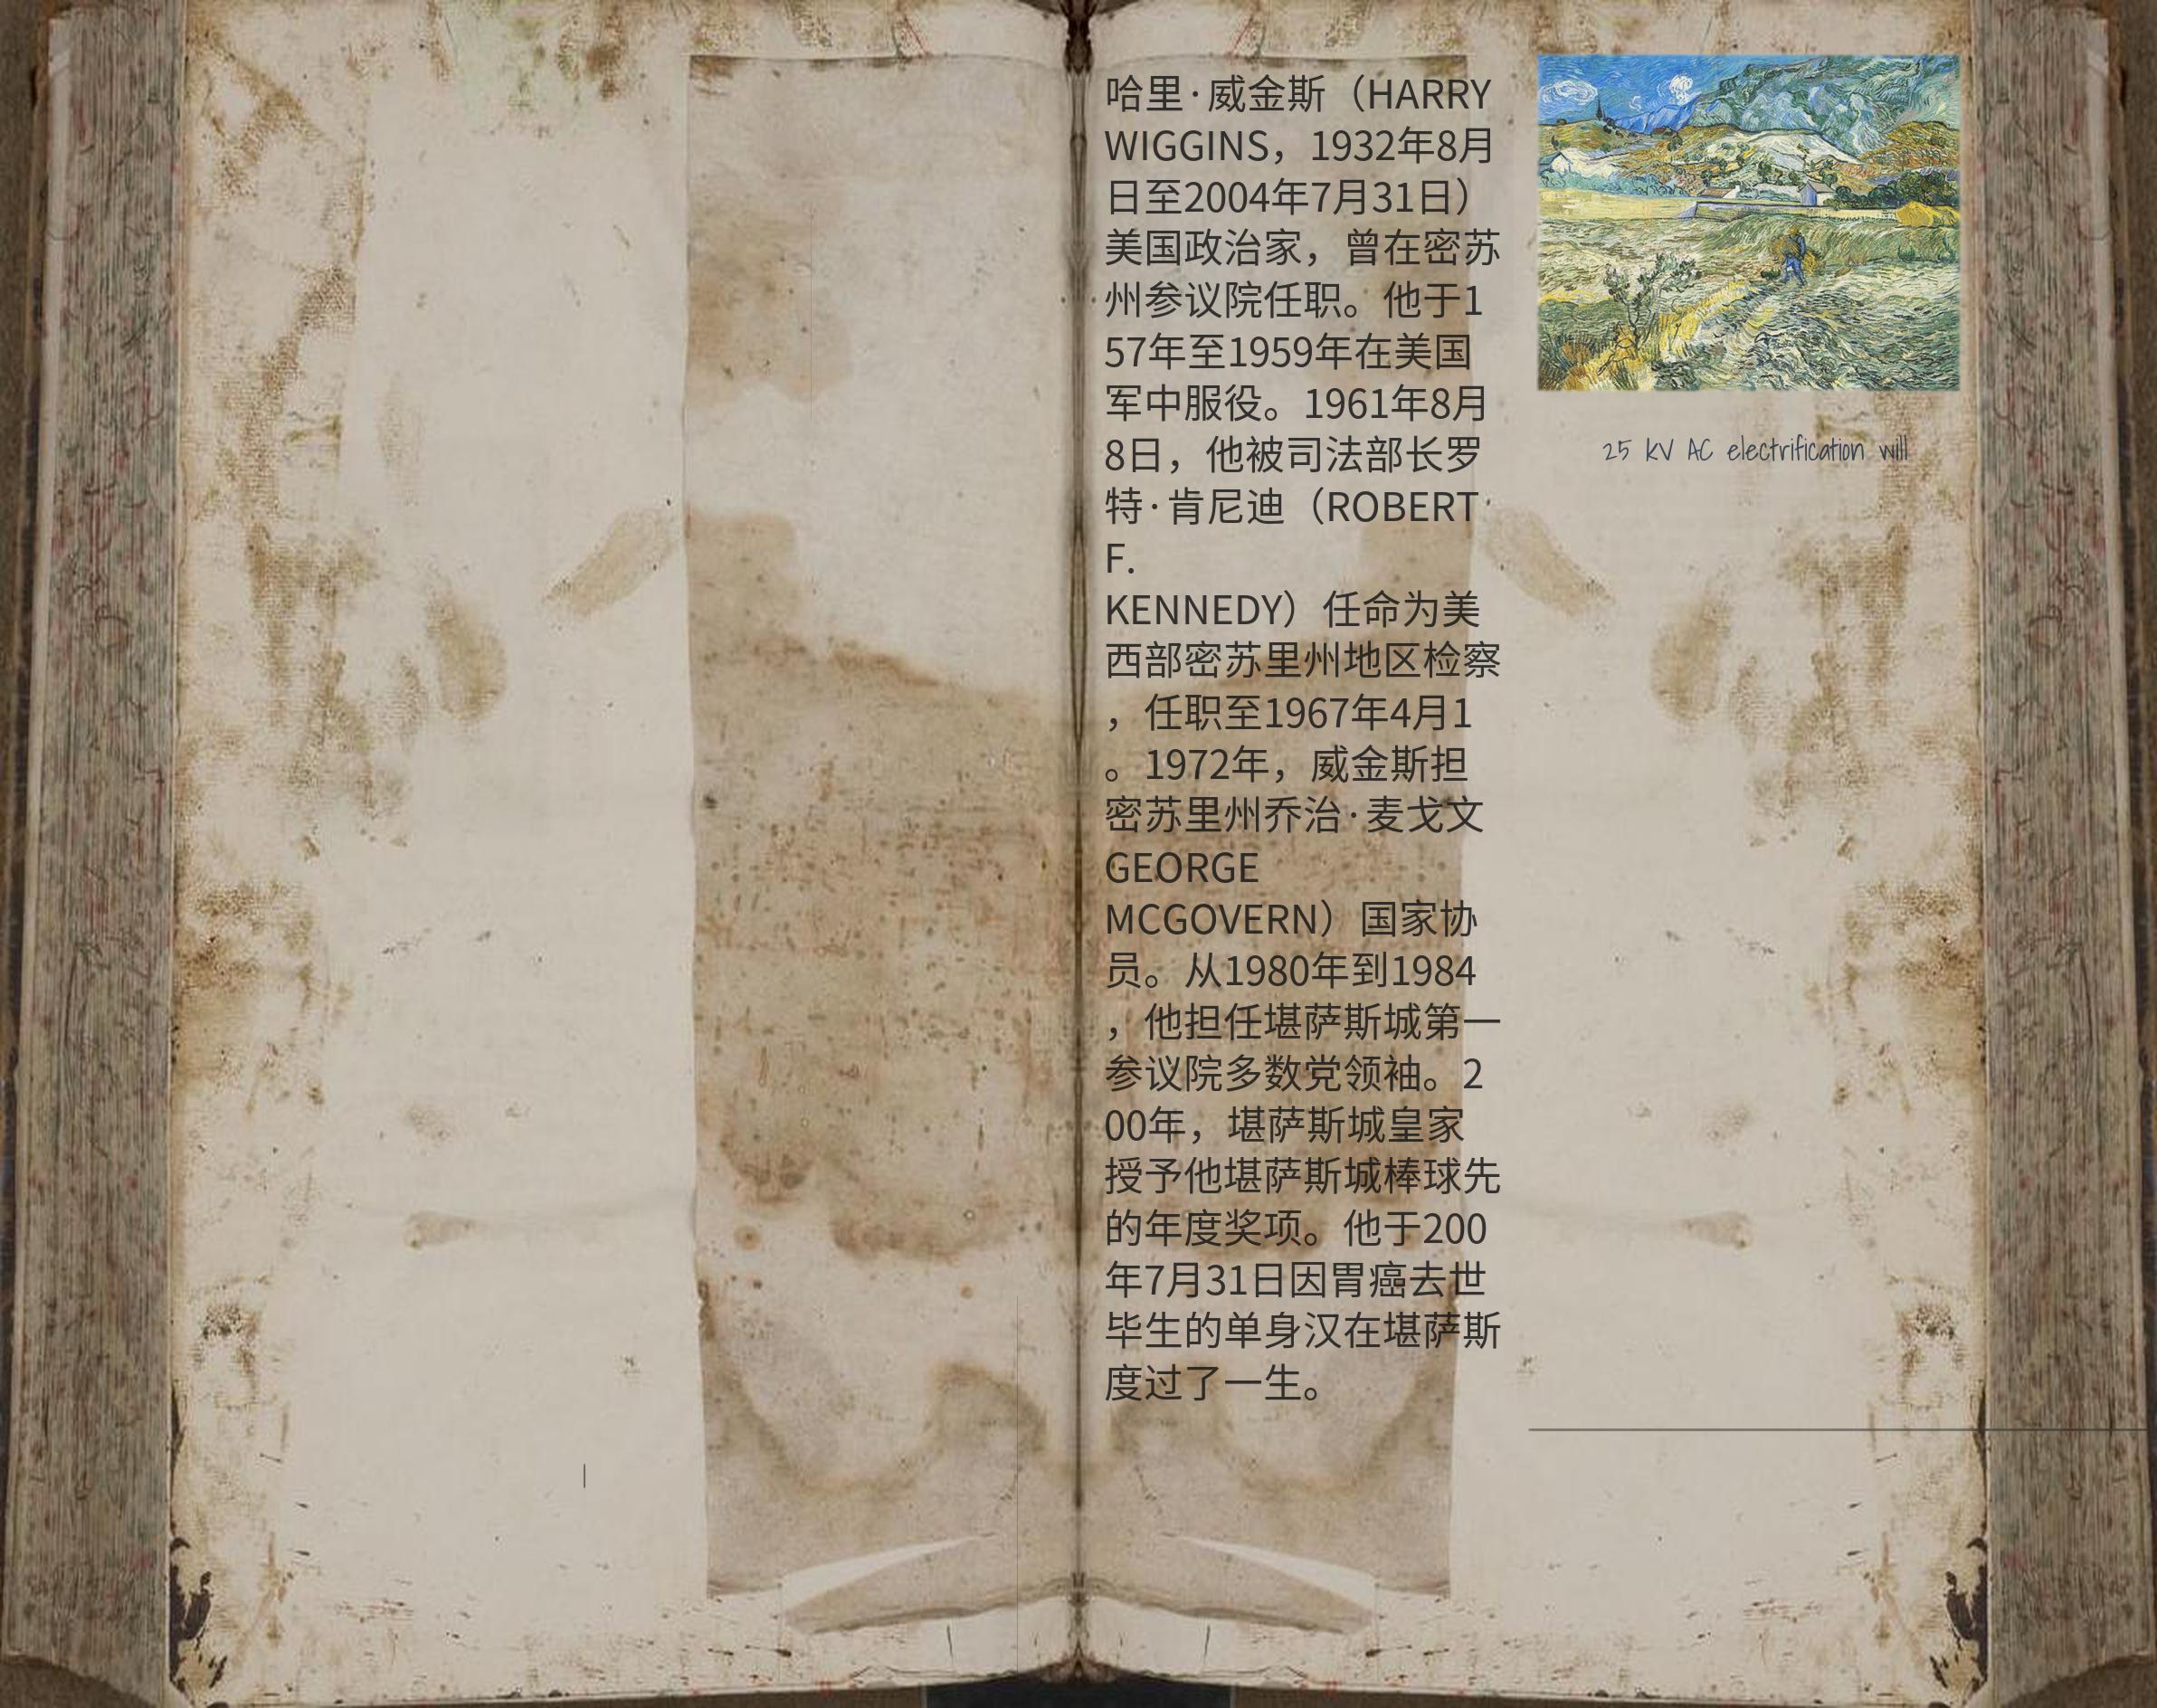 哈里·威金斯（HARRY
WIGGINS，1932年8月
日至2004年7月31日）
美国政治家，曾在密苏
州参议院任职。他于1
57年至1959年在美国
军中服役。1961年8月
8日，他被司法部长罗
特·肯尼迪（ROBERT
F.
KENNEDY）任命为美
西部密苏里州地区检察
，任职至1967年4月1
。1972年，威金斯担
密苏里州乔治·麦戈文
GEORGE
MCGOVERN）国家协
员。从1980年到1984
，他担任堪萨斯城第一
参议院多数党领袖。2
00年，堪萨斯城皇家
授予他堪萨斯城棒球先
的年度奖项。他于200
年7月31日因胃癌去世
毕生的单身汉在堪萨斯
度过了一生。
25 kV AC electrification will